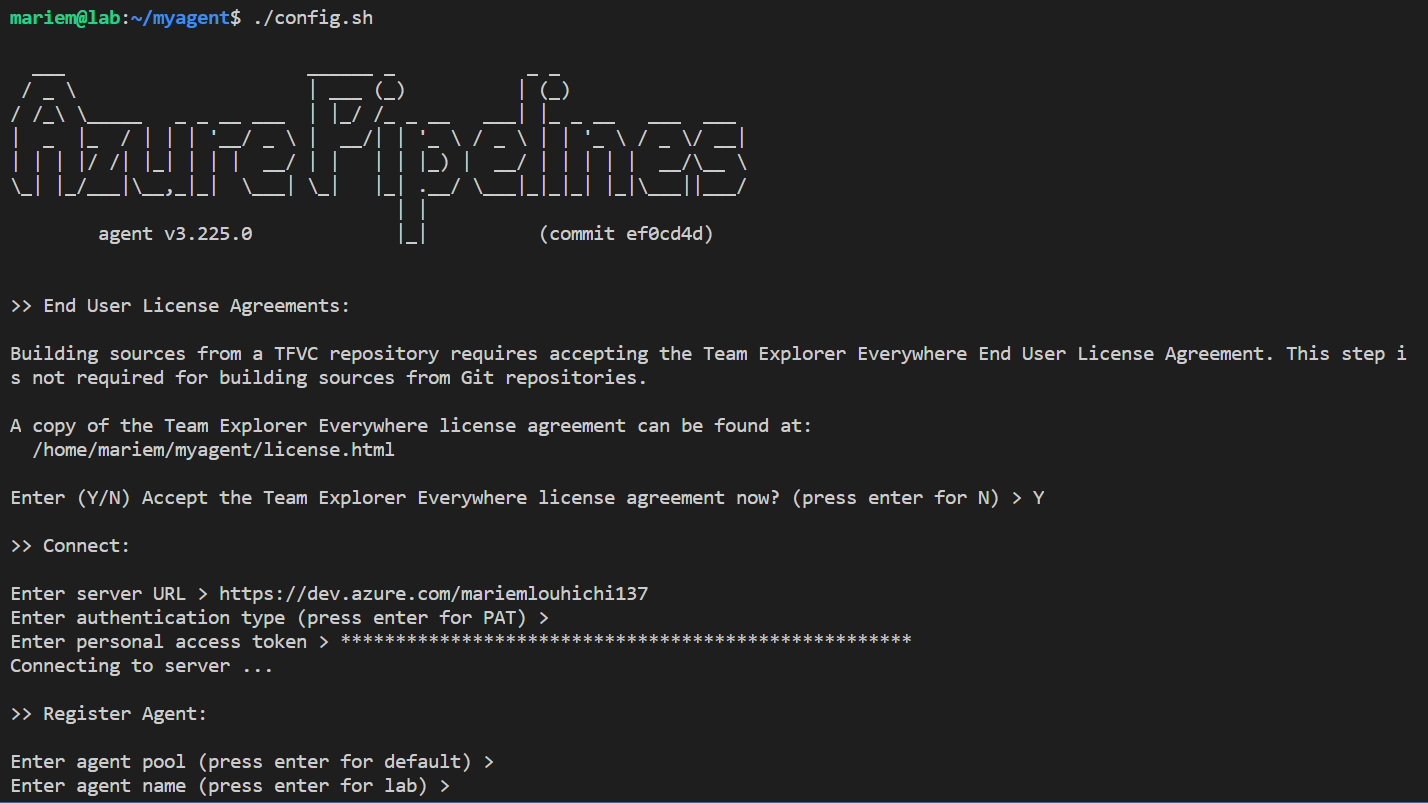 mariem@lab:~/myagent$ ./config.sh
AzurePipelines
agent v3.225.0 (commit ef0cd4d)
>> End User License Agreements:
Building sources from a TFVC repository requires accepting the Team Explorer Everywhere End User License Agreement. This step i
s not required for building sources from Git repositories.
A copy of the Team Explorer Everywhere license agreement can be found at:
/home/mariem/myagent/license.html
Enter (Y/N) Accept the Team Explorer Everywhere license agreement now? (press enter for N) > Y
>> Connect:
Enter server URL > https://dev.azure.com/mariemlouhichi137
Enter authentication type (press enter for PAT) >
Enter personal access token > ****************************************************
Connecting to server ...
>> Register Agent:
Enter agent pool (press enter for default) >
Enter agent name (press enter for lab) >